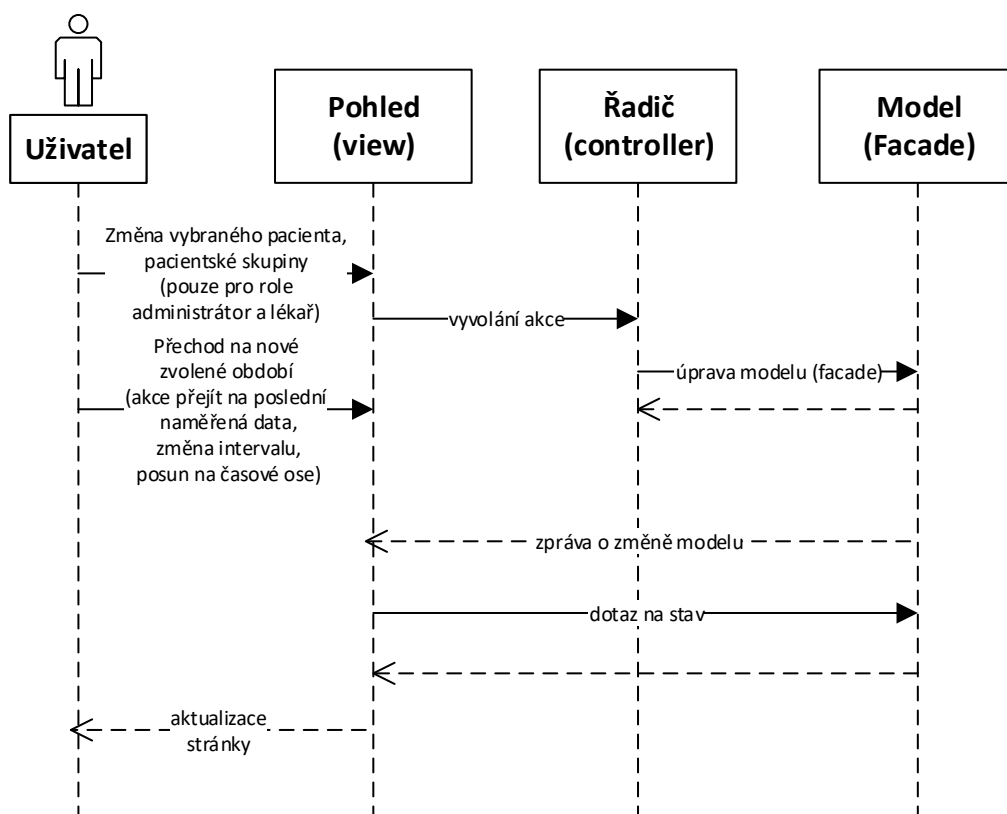 Uživatel
Pohled
(view)
Řadič
(controller)
Model
(Facade)
Změna vybraného pacienta,
pacientské skupiny
(pouze pro role
administrátor a lékař)
vyvolání akce
Přechod na nové
zvolené období
(akce přejít na poslední
naměřená data,
změna intervalu,
posun na časové ose)
úprava modelu (facade)
zpráva o změně modelu
dotaz na stav
aktualizace
stránky